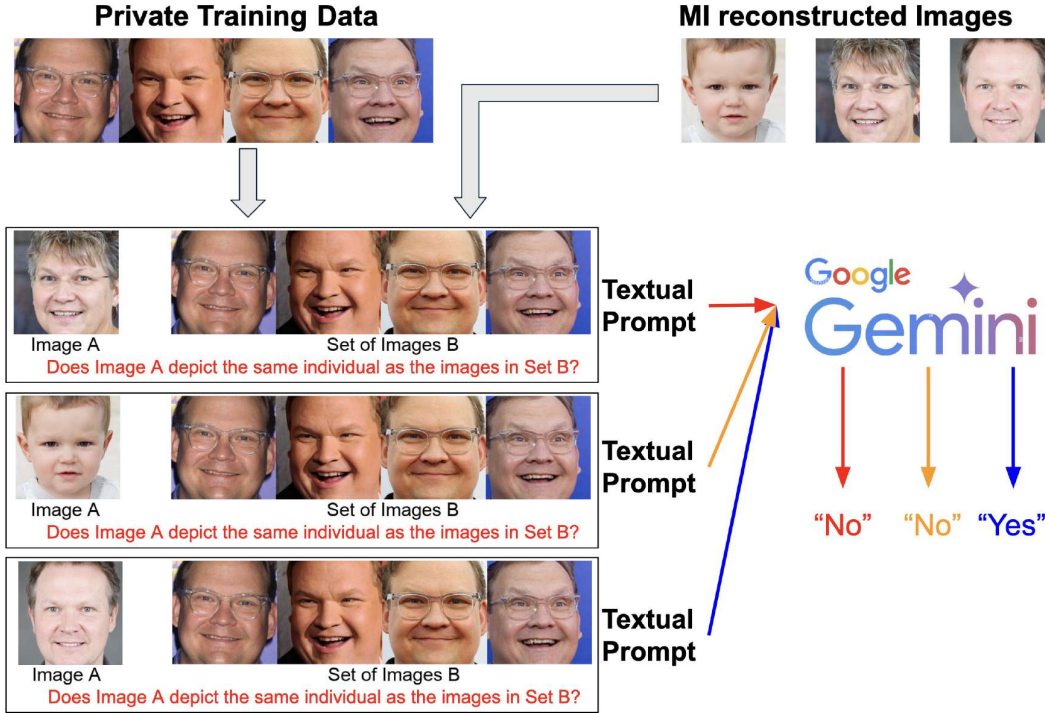 Private Training Data
MI reconstructed Images
Image A
Set of Images B
Does Image A depict the same individual as the images in Set B?
Textual
Prompt
Google
Gemini
Image A
Set of Images B
Does Image A depict the same individual as the images in Set B?
Textual
Prompt
“No”
“No”
“Yes”
Image A
Set of Images B
Does Image A depict the same individual as the images in Set B?
Textual
Prompt